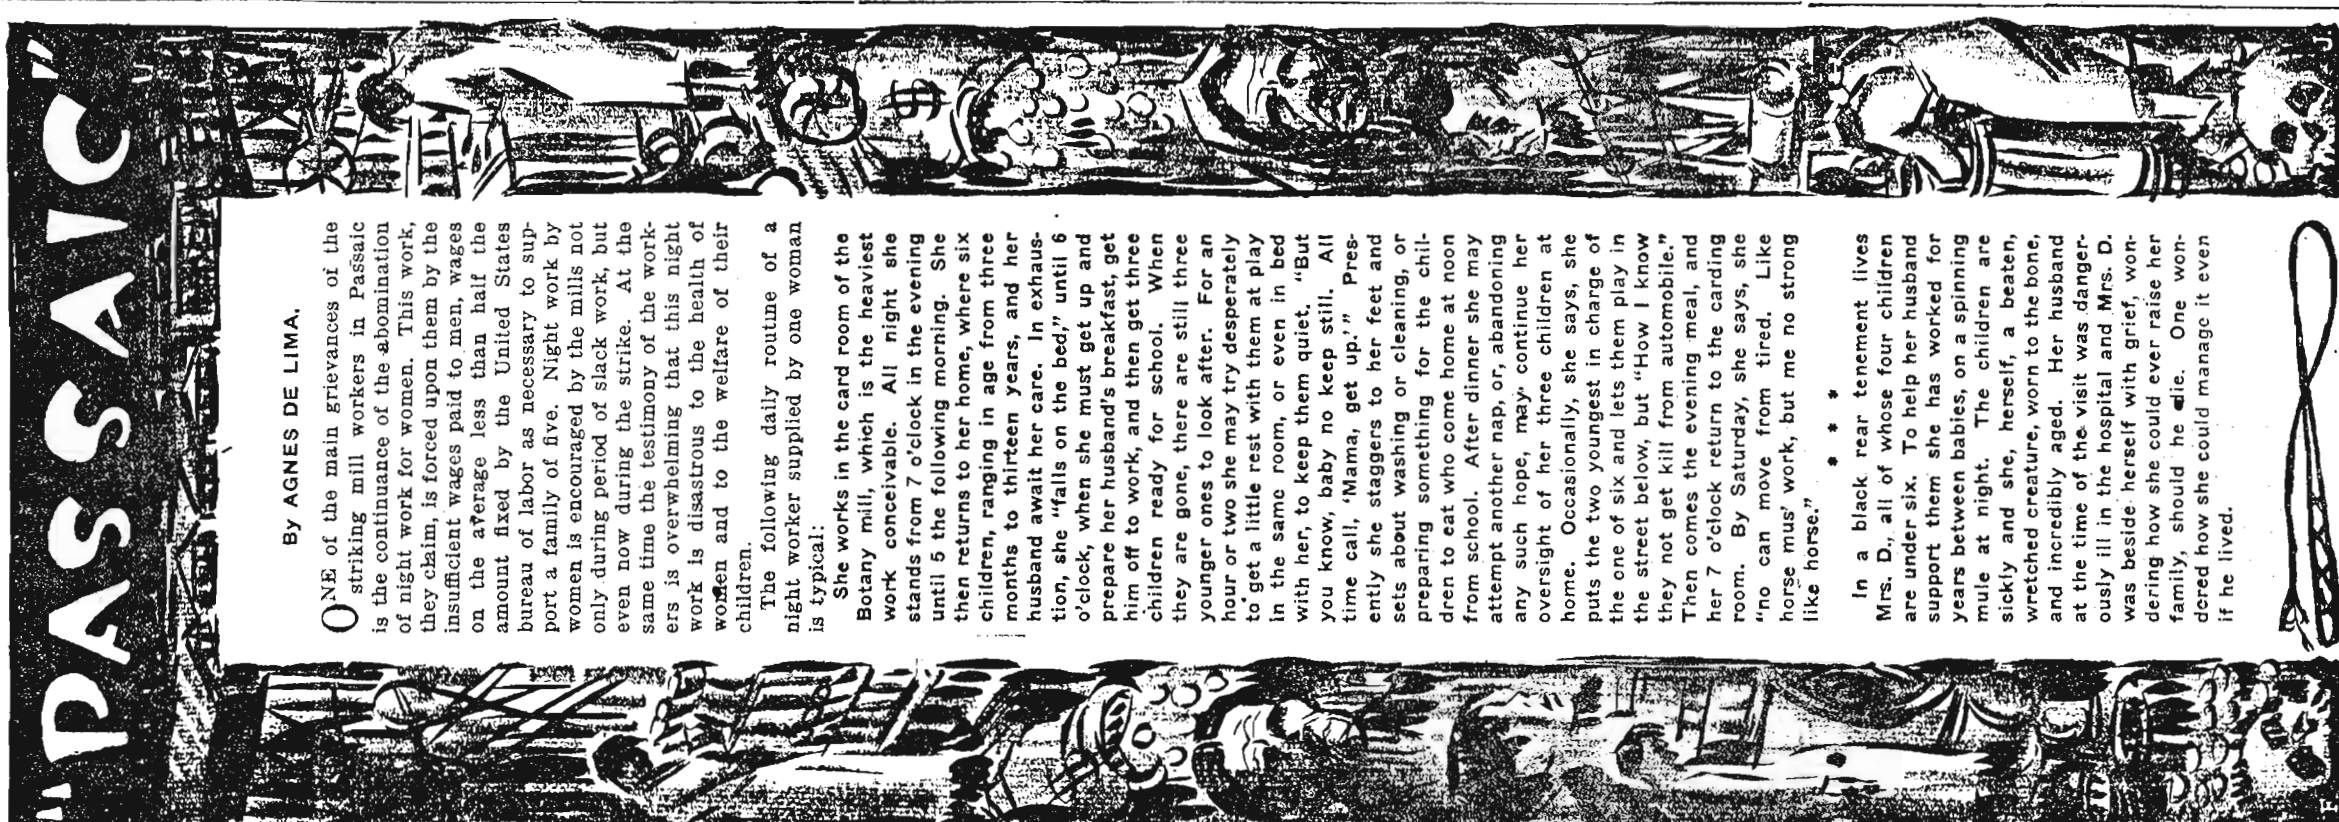 "PASSAIC"
By AGNES DE LIMA.
ONE of the main grievances of the
striking mill workers in Passaic
is the continuance of the abomination
of night work for women. This work,
they claim, is forced upon them by the
insufficient wages paid to men, wages
on the average less than half the
amount fixed by the United States
bureau of labor as necessary to sup-
port a family of five. Night work by
women is encouraged by the mills not
only during period of slack work, but
even now during the strike. At the
same time the testimony of the work-
ers is overwhelming that this night
work is disastrous to the health of
women and to the welfare of their
children.
The following daily routine of a
night worker supplied by one woman
is typical:
She works in the card room of the
Botany mill, which is the heaviest
work conceivable. All night she
stands from 7 o'clock in the evening
until 5 the following morning. She
then returns to her home, where six
children, ranging in age from three
months to thirteen years, and her
husband await her care. In exhaus-
tion, she "falls on the bed," until 6
o'clock, when she must get up and
prepare her husband's breakfast, get
him off to work, and then get three
children ready for school. When
they are gone, there are still three
younger ones to look after. For an
hour or two she may try desperately
to get a little rest with them at play
in the same room, or even in bed
with her, to keep them quiet. "But
you know, baby no keep still. All
time call, 'Mama, get up.'" Pres-
ently she staggers to her feet and
sets about washing or cleaning, or
preparing something for the chil-
dren to eat who come home at noon
from school. After dinner she may
attempt another nap, or, abandoning
any such hope, may continue her
oversight of her three children at
home. Occasionally, she says, she
puts the two youngest in charge of
the one of six and lets them play in
the street below, but "How I know
they not get kill from automobile."
Then comes the evening meal, and
her 7 o'clock return to the carding
room. By Saturday, she says, she
"no can move from tired. Like
horse mus' work, but me no strong
like horse."
* * *
In a black rear tenement lives
Mrs. D., all of whose four children
are under six. To help her husband
support them she has worked for
years between babies, on a spinning
mule at night. The children are
sickly and she, herself, a beaten,
wretched creature, worn to the bone,
and incredibly aged. Her husband
at the time of the visit was danger-
ously ill in the hospital and Mrs. D.
was beside herself with grief, won-
dering how she could ever raise her
family, should he die. One won-
dered how she could manage it even
if he lived.
$